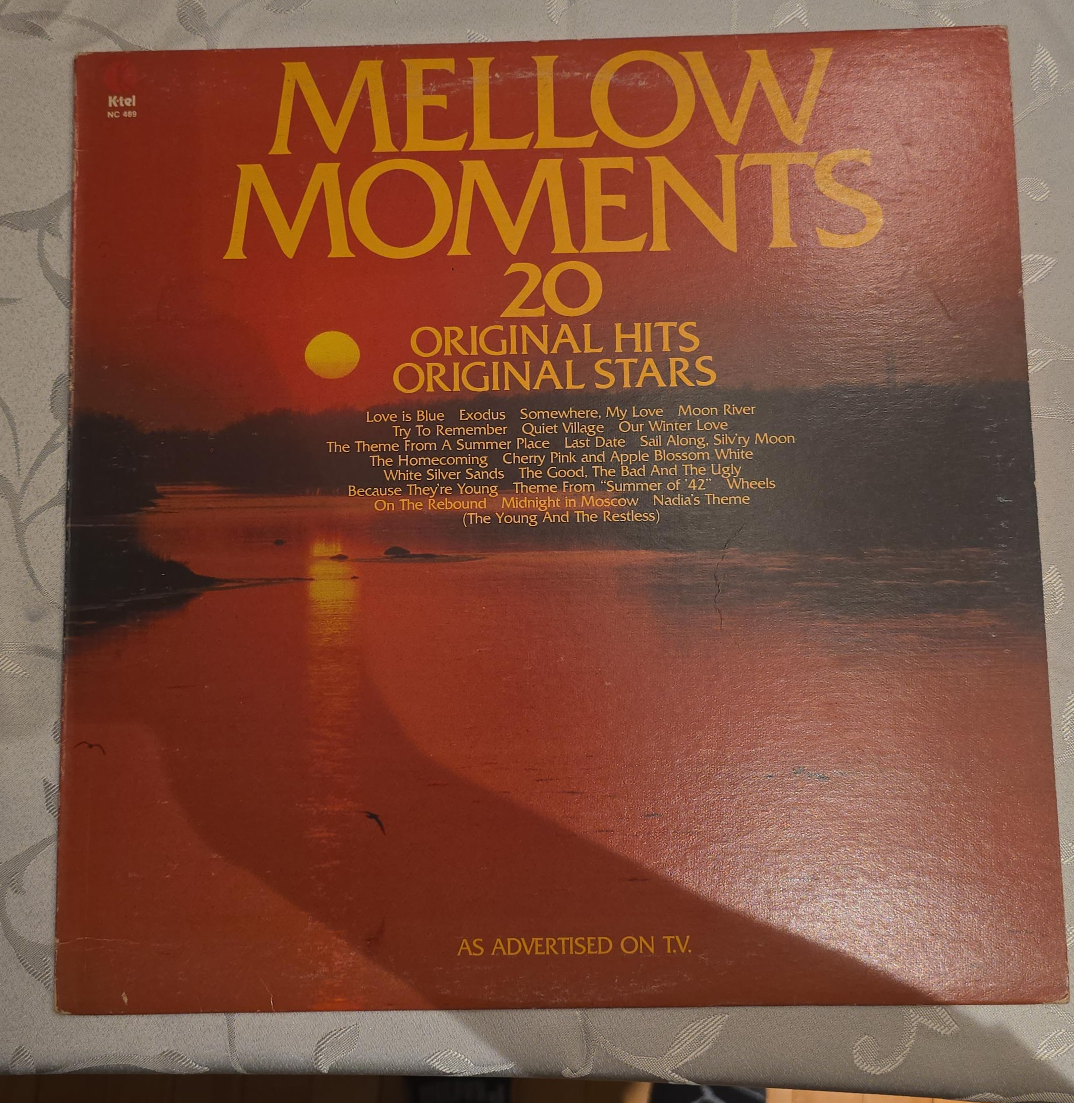 K-tel
NC 489
MELLOW
MOMENTS
20
ORIGINAL HITS
ORIGINAL STARS
Love is Blue Exodus Somewhere, My Love Moon River
Try To Remember Quiet Village Our Winter Love
The Theme From A Summer Place Last Date Sail Along, Silv'ry Moon
The Homecoming Cherry Pink and Apple Blossom White
White Silver Sands The Good, The Bad And The Ugly
Because They're Young Theme From "Summer of '42" Wheels
On The Rebound Midnight in Moscow Nadia's Theme
(The Young And The Restless)
AS ADVERTISED ON T.V.